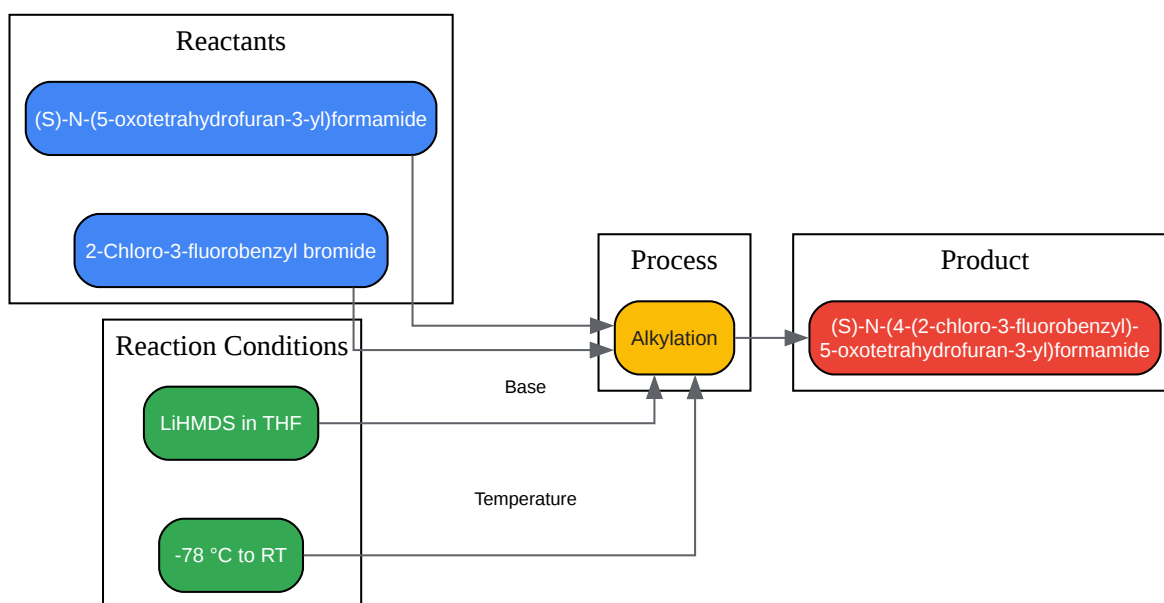 Reactants
(S)-N-(5-oxotetrahydrofuran-3-yl)formamide
2-Chloro-3-fluorobenzyl bromide
Reaction Conditions
LiHMDS in THF
-78 °C to RT
Base
Temperature
Process
Alkylation
Product
(S)-N-(4-(2-chloro-3-fluorobenzyl)-
5-oxotetrahydrofuran-3-yl)formamide